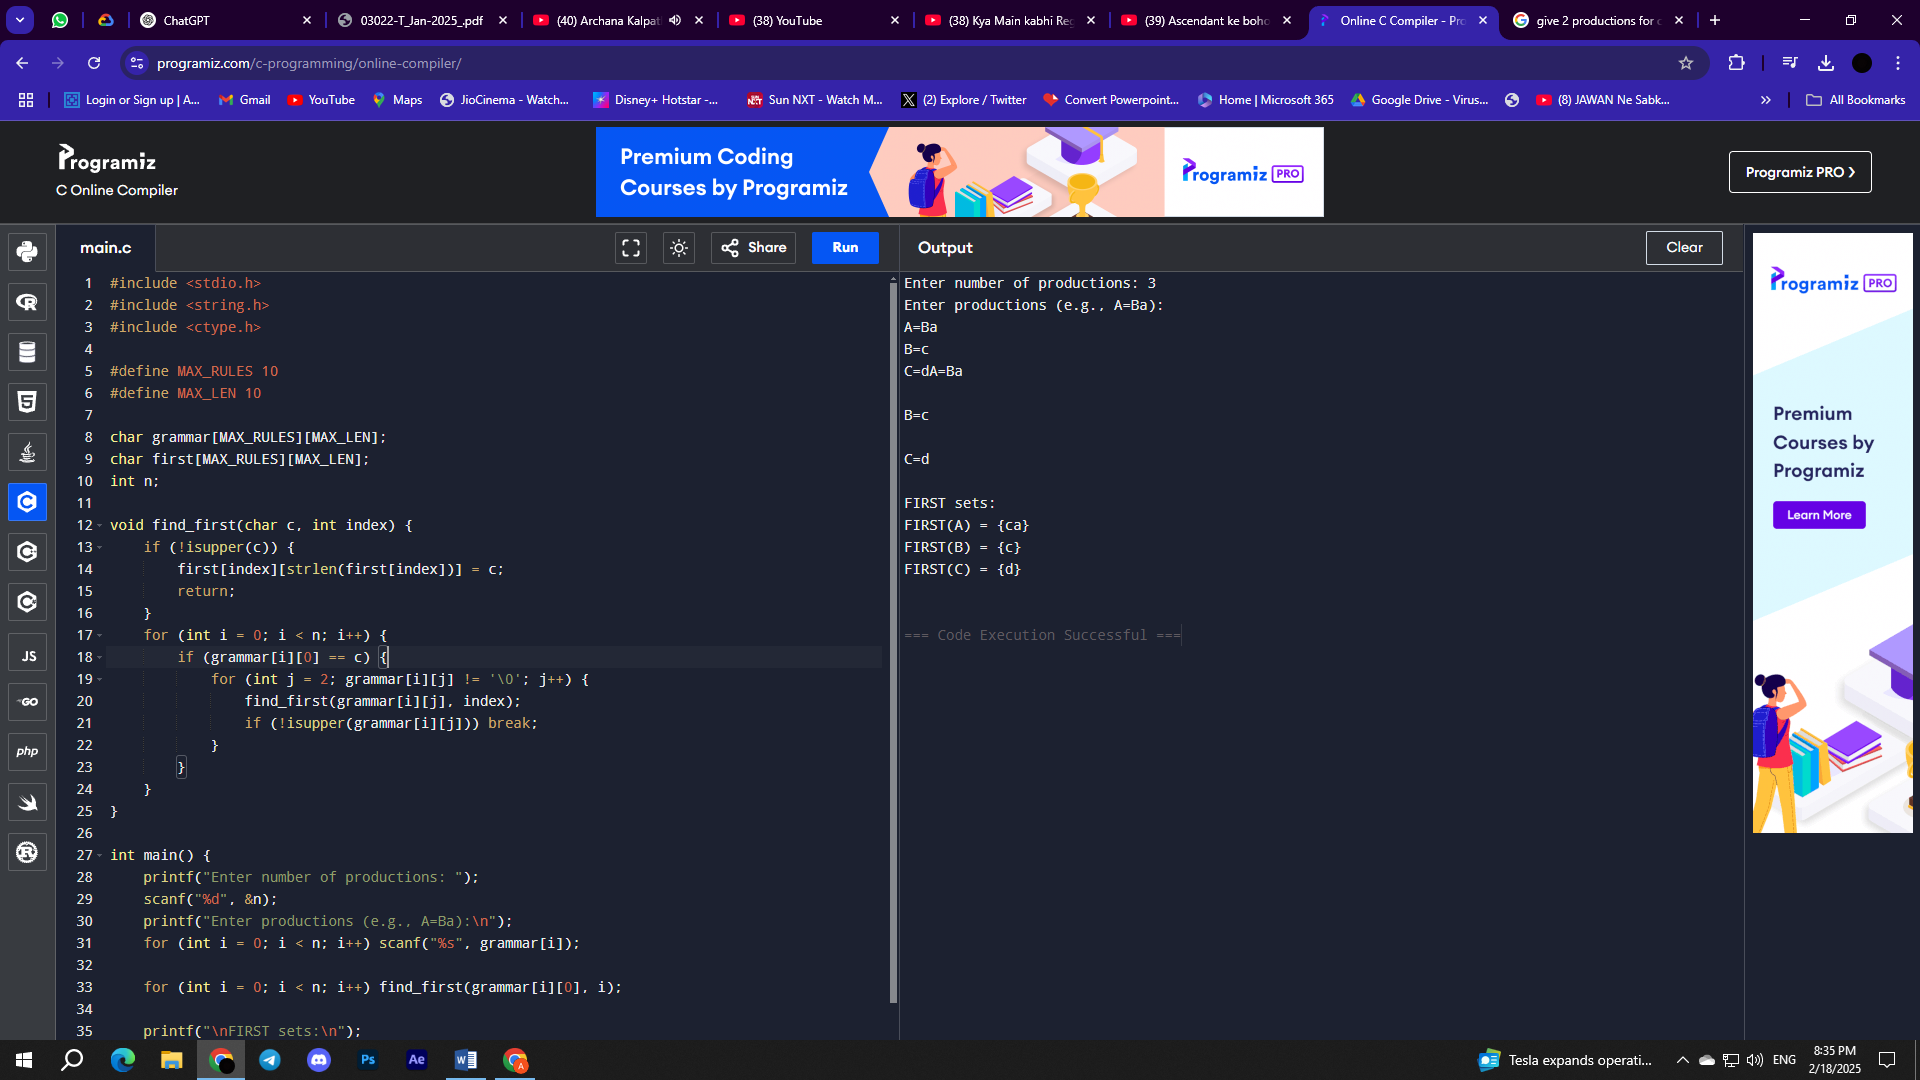 ChatGPT
03022-T_Jan-2025_.pdf
(40) Archana Kalpat
(38) YouTube
(38) Kya Main kabhi Reg
(39) Ascendant ke boho
Online C Compiler - Pro
give 2 productions for c
programiz.com/c-programming/online-compiler/
Login or Sign up | A...
Gmail
YouTube
Maps
JioCinema - Watch...
Disney+ Hotstar -...
Sun NXT - Watch M...
(2) Explore / Twitter
Convert Powerpoint...
Home | Microsoft 365
Google Drive - Virus...
(8) JAWAN Ne Sabk...
All Bookmarks
Programiz
C Online Compiler
Premium Coding
Courses by Programiz
Programiz PRO
Programiz PRO ❯
main.c
Share
Run
Output
Clear
1 #include <stdio.h>
2 #include <string.h>
3 #include <ctype.h>
4
5 #define MAX_RULES 10
6 #define MAX_LEN 10
7
8 char grammar[MAX_RULES][MAX_LEN];
9 char first[MAX_RULES][MAX_LEN];
10 int n;
11
12 void find_first(char c, int index) {
13 if (!isupper(c)) {
14 first[index][strlen(first[index])] = c;
15 return;
16 }
17 for (int i = 0; i < n; i++) {
18 if (grammar[i][0] == c) {
19 for (int j = 2; grammar[i][j] != '\0'; j++) {
20 find_first(grammar[i][j], index);
21 if (!isupper(grammar[i][j])) break;
22 }
23 }
24 }
25 }
26
27 int main() {
28 printf("Enter number of productions: ");
29 scanf("%d", &n);
30 printf("Enter productions (e.g., A=Ba):\n");
31 for (int i = 0; i < n; i++) scanf("%s", grammar[i]);
32
33 for (int i = 0; i < n; i++) find_first(grammar[i][0], i);
34
35 printf("\nFIRST sets:\n");
Enter number of productions: 3
Enter productions (e.g., A=Ba):
A=Ba
B=c
C=dA=Ba
B=c
C=d
FIRST sets:
FIRST(A) = {ca}
FIRST(B) = {c}
FIRST(C) = {d}
=== Code Execution Successful ===
Programiz PRO
Premium
Courses by
Programiz
Learn More
JS
GO
php
Ps
Ae
Tesla expands operati...
ENG
8:35 PM
2/18/2025